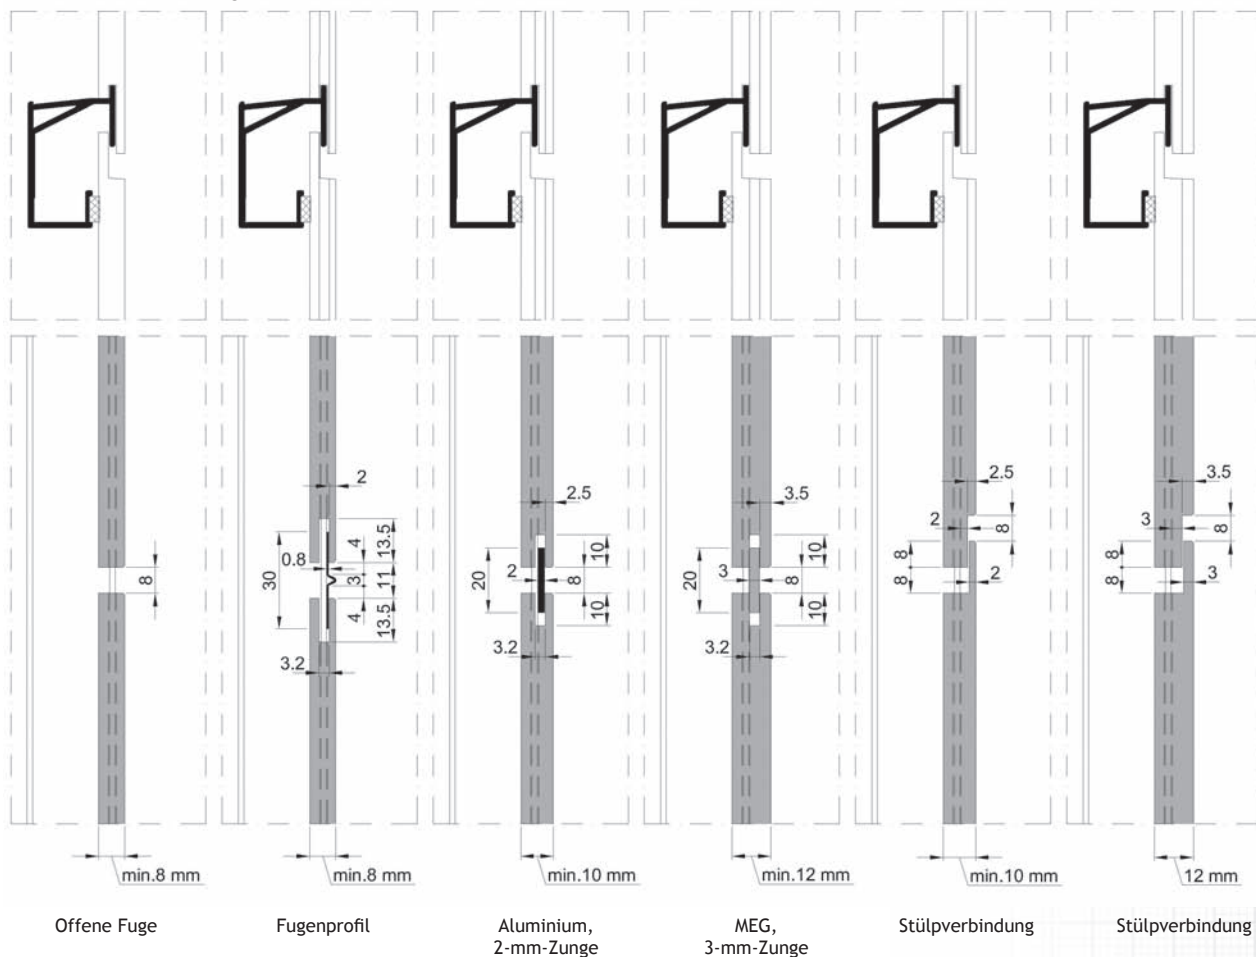 8
min.8 mm
Offene Fuge
2
0.8
30
4
3
4
13.5
11
13.5
3.2
min.8 mm
Fugenprofil
2.5
20
2
8
10
10
3.2
min.10 mm
Aluminium,
2-mm-Zunge
3.5
20
3
8
10
10
3.2
min.12 mm
MEG,
3-mm-Zunge
2.5
2
8
8
8
2
min.10 mm
Stülpverbindung
3.5
3
8
8
8
3
12 mm
Stülpverbindung